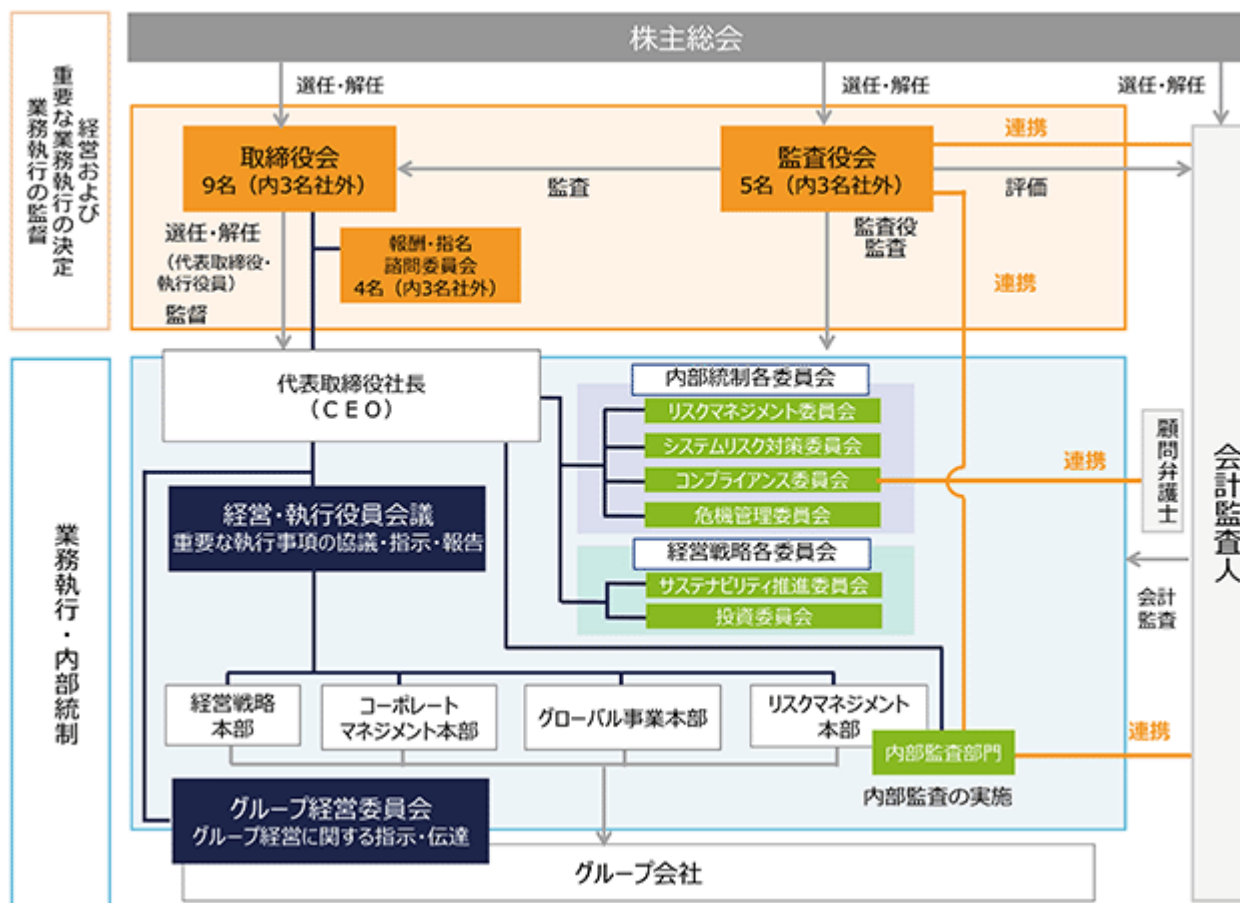 株主総会
選任・解任
選任・解任
選任・解任
経営および
重要な業務執行の決定
業務執行の監督
取締役会
9名（内3名社外）
監査
監査役会
5名（内3名社外）
連携
評価
選任・解任
（代表取締役・
執行役員）
監督
報酬・指名
諮問委員会
4名（内3名社外）
監査役
監査
連携
会計監査人
業務執行・内部統制
代表取締役社長
（CEO）
内部統制各委員会
リスクマネジメント委員会
システムリスク対策委員会
コンプライアンス委員会
危機管理委員会
連携
顧問弁護士
経営・執行役員会議
重要な執行事項の協議・指示・報告
経営戦略各委員会
サステナビリティ推進委員会
投資委員会
会計
監査
経営戦略
本部
コーポレート
マネジメント本部
グローバル事業本部
リスクマネジメント
本部
内部監査部門
連携
内部監査の実施
グループ経営委員会
グループ経営に関する指示・伝達
グループ会社